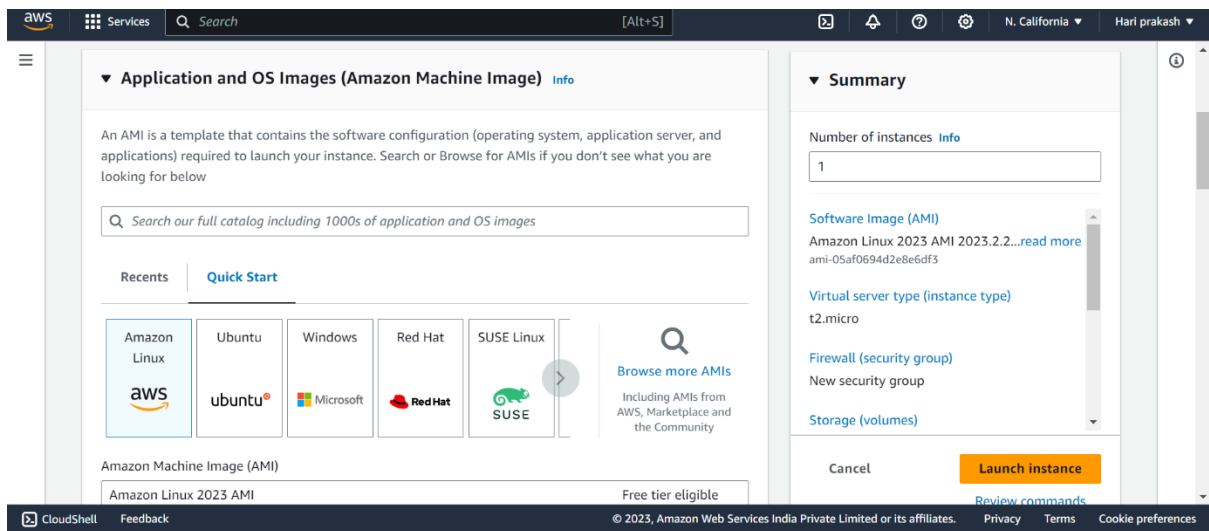 aws
Services
Search
[Alt+S]
N. California
Hari prakash
Application and OS Images (Amazon Machine Image) Info
An AMI is a template that contains the software configuration (operating system, application server, and
applications) required to launch your instance. Search or Browse for AMIs if you don't see what you are
looking for below
Search our full catalog including 1000s of application and OS images
Recents
Quick Start
Amazon
Linux
aws
Ubuntu
ubuntu®
Windows
Microsoft
Red Hat
Red Hat
SUSE Linux
SUSE
Browse more AMIs
Including AMIs from
AWS, Marketplace and
the Community
Amazon Machine Image (AMI)
Amazon Linux 2023 AMI
Free tier eligible
Summary
Number of instances Info
1
Software Image (AMI)
Amazon Linux 2023 AMI 2023.2.2...read more
ami-05af0694d2e8e6df3
Virtual server type (instance type)
t2.micro
Firewall (security group)
New security group
Storage (volumes)
Cancel
Launch instance
Review commands
CloudShell
Feedback
© 2023, Amazon Web Services India Private Limited or its affiliates.
Privacy
Terms
Cookie preferences